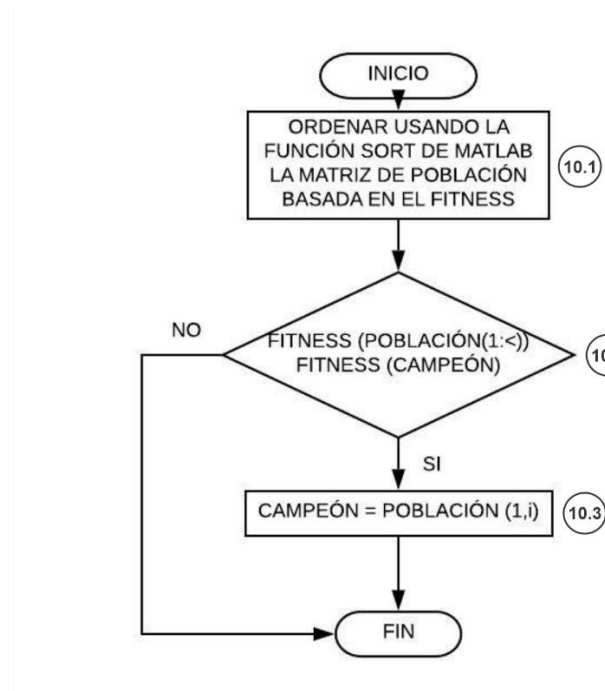 INICIO
ORDENAR USANDO LA
FUNCIÓN SORT DE MATLAB
LA MATRIZ DE POBLACIÓN
BASADA EN EL FITNESS
10.1
NO
FITNESS (POBLACIÓN(1:<))
FITNESS (CAMPEÓN)
SI
CAMPEÓN = POBLACIÓN (1,i)
10.3
FIN